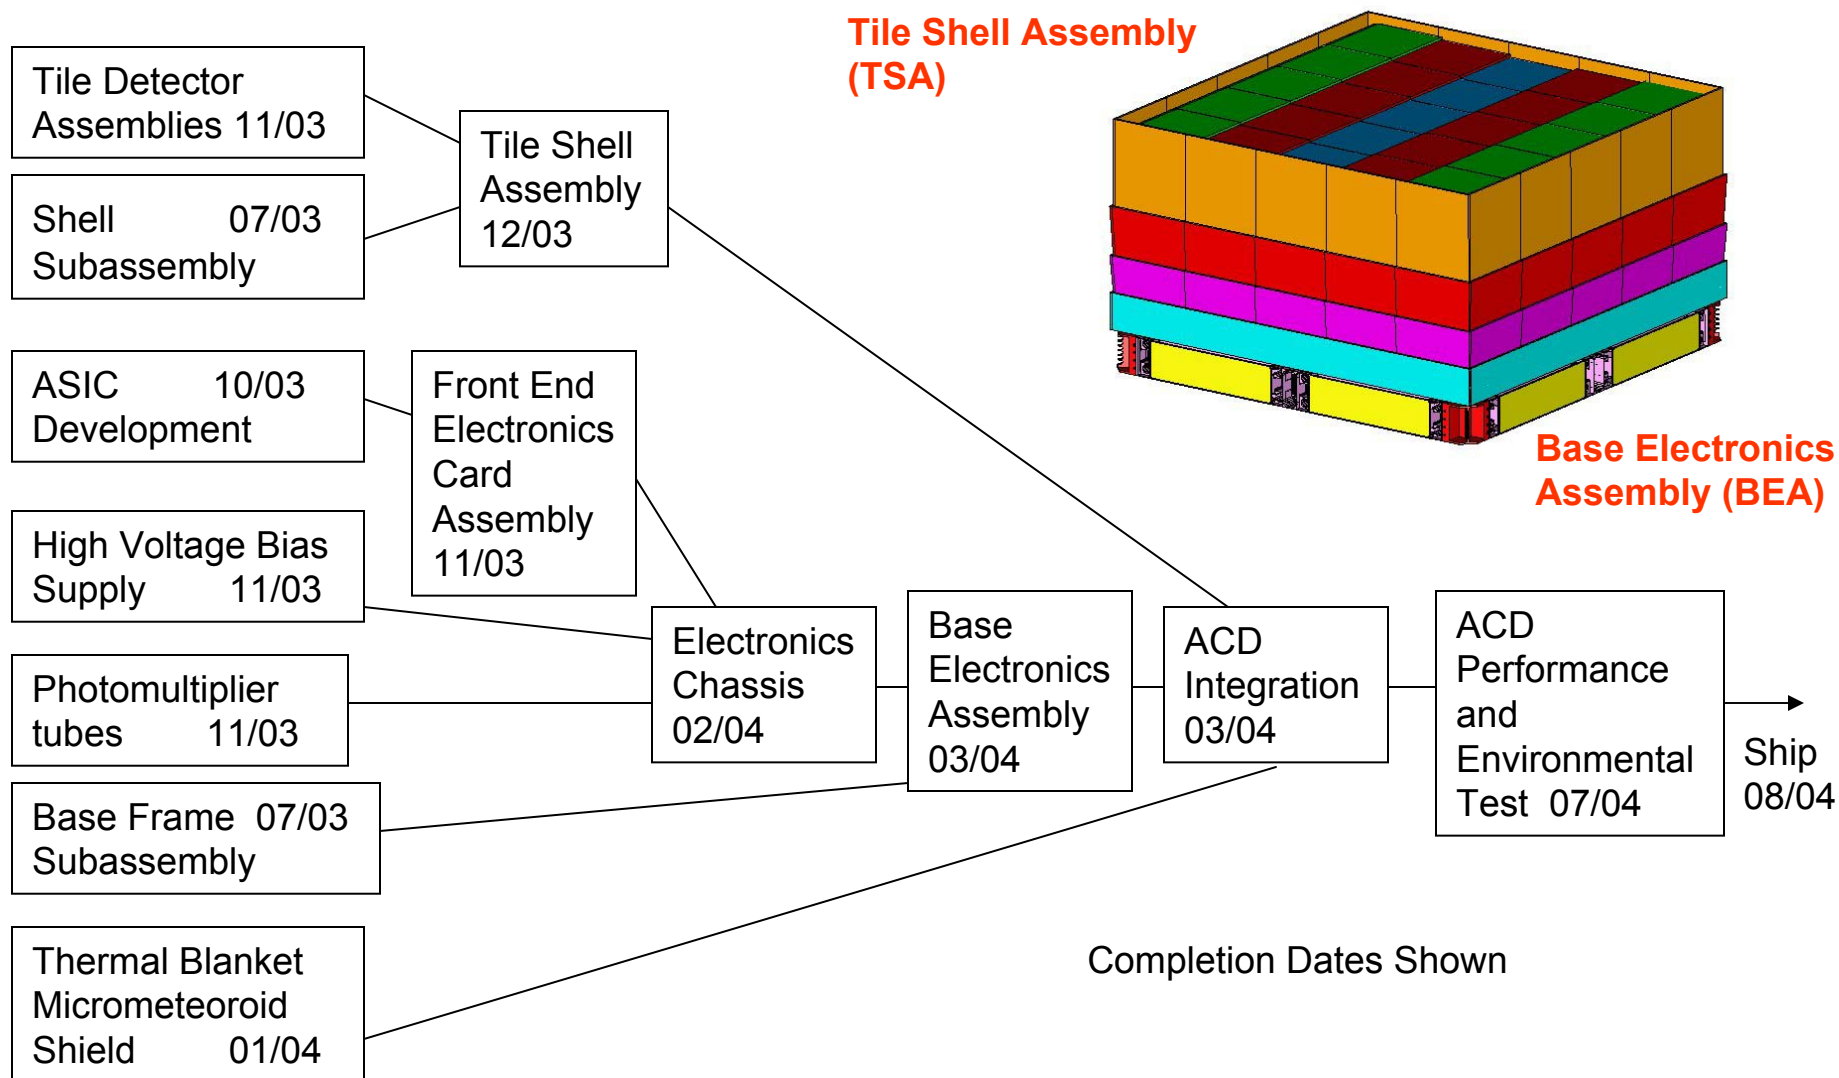 Tile Shell Assembly
(TSA)
Tile Detector
Assemblies 11/03
Shell 07/03
Subassembly
Tile Shell
Assembly
12/03
ASIC 10/03
Development
Front End
Electronics
Card
Assembly
11/03
High Voltage Bias
Supply 11/03
Photomultiplier
tubes 11/03
Base Frame 07/03
Subassembly
Thermal Blanket
Micrometeoroid
Shield 01/04
Electronics
Chassis
02/04
Base
Electronics
Assembly
03/04
ACD
Integration
03/04
ACD
Performance
and
Environmental
Test 07/04
Ship
08/04
Base Electronics
Assembly (BEA)
Completion Dates Shown